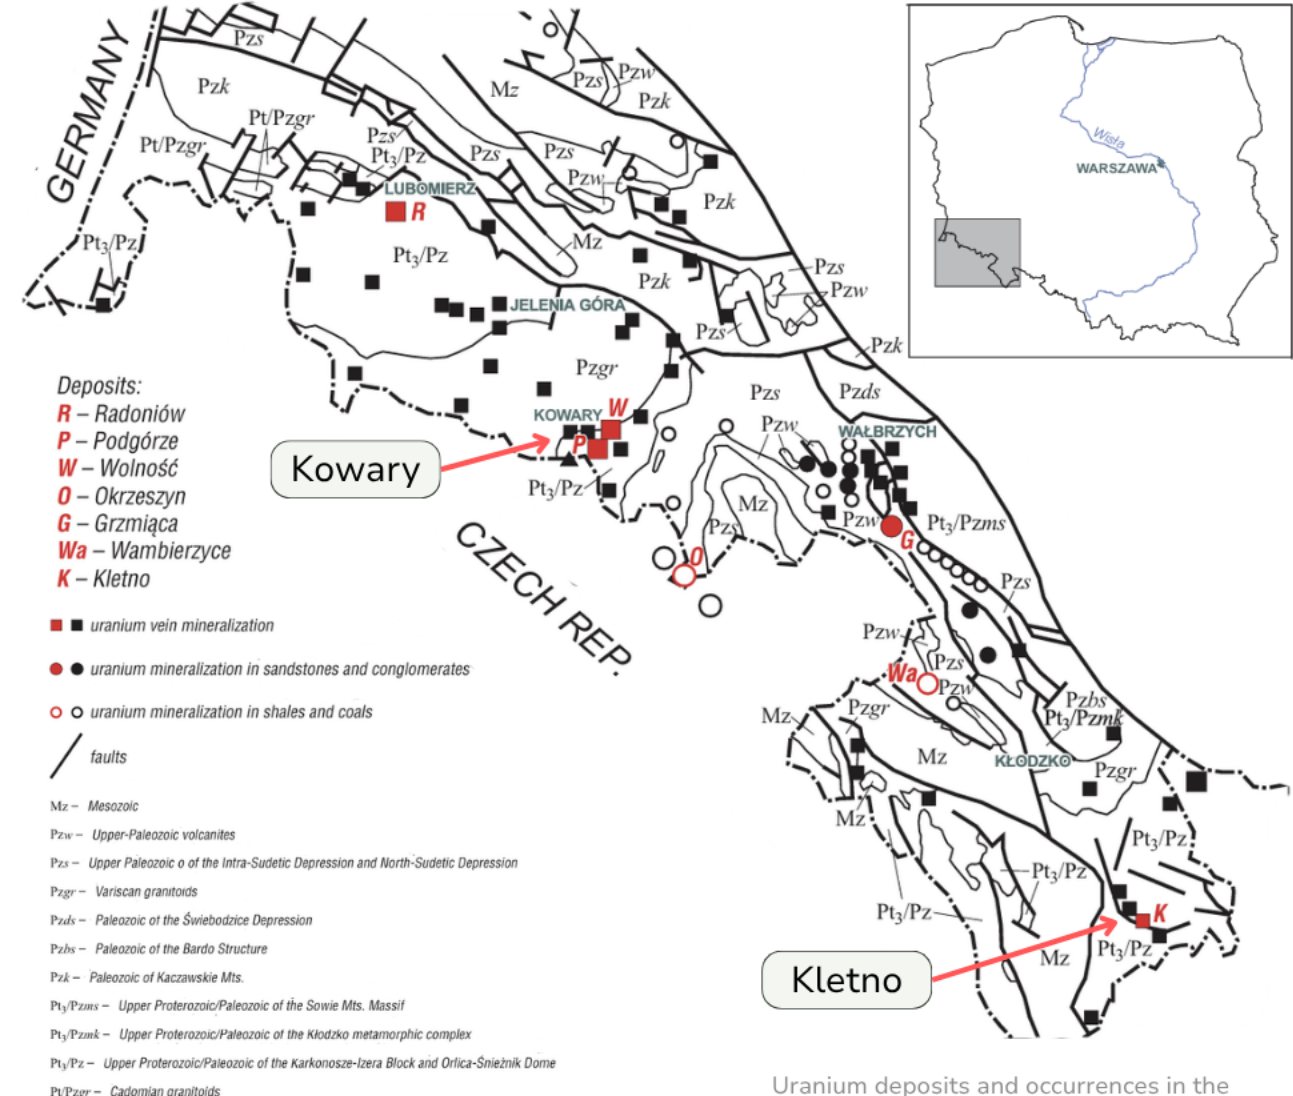 GERMANY
Pzs
Pzk
Pt/Pzgr
Pt/Pzgr
Pzs
Pt₃/Pz
LUBOMIERZ
R
Pt₃/Pz
Pt₃/Pz
Mz
Pzs
Pzw
Pzk
Pzs
Pzs
Pzw
Pzk
Mz
Pzk
Pzs
Pzw
Pzs
Pzk
JELENIA GÓRA
Pzgr
Pzs
Pzds
Pzw
KOWARY
W
P
Kowary
Pt₃/Pz
WAŁBRZYCH
Mz
Pzs
Pzw
G
Pt₃/Pzms
O
CZECH REP.
Pzs
Pzw
Pzs
Wa
Pzw
Pzbs
Pt₃/Pzmk
Mz
Pzgr
Mz
KŁODZKO
Pzgr
Mz
Pt₃/Pz
Pt₃/Pz
Pt₃/Pz
K
Pt₃/Pz
Mz
Kletno
Wisła
WARSZAWA
Deposits:
R – Radoniów
P – Podgórze
W – Wolność
O – Okrzeszyn
G – Grzmiąca
Wa – Wambierzyce
K – Kletno
uranium vein mineralization
uranium mineralization in sandstones and conglomerates
uranium mineralization in shales and coals
faults
Mz – Mesozoic
Pzw – Upper-Paleozoic volcanites
Pzs – Upper Paleozoic o of the Intra-Sudetic Depression and North-Sudetic Depression
Pzgr – Variscan granitoids
Pzds – Paleozoic of the Świebodzice Depression
Pzbs – Paleozoic of the Bardo Structure
Pzk – Paleozoic of Kaczawskie Mts.
Pt₃/Pzms – Upper Proterozoic/Paleozoic of the Sowie Mts. Massif
Pt₃/Pzmk – Upper Proterozoic/Paleozoic of the Kłodzko metamorphic complex
Pt₃/Pz – Upper Proterozoic/Paleozoic of the Karkonosze-Izera Block and Orlica-Śnieżnik Dome
Pt/Pzgr – Cadomian granitoids
Uranium deposits and occurrences in the